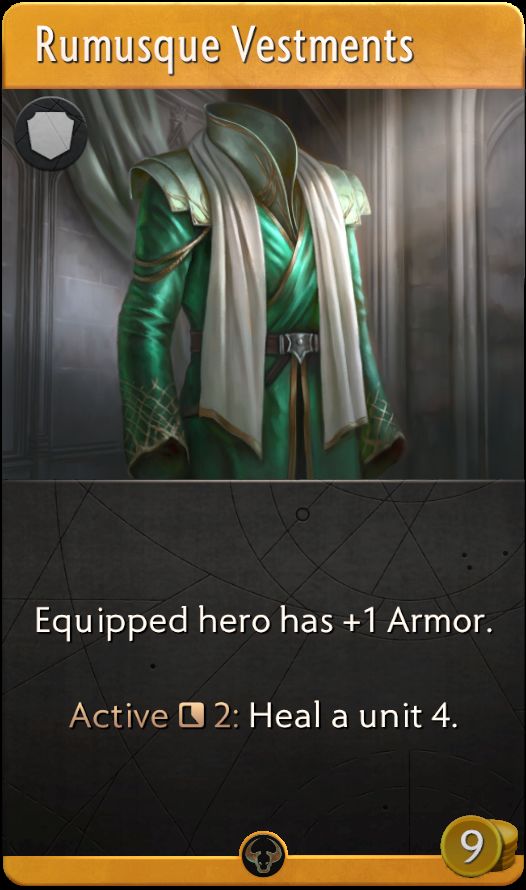 Rumusque Vestments
Equipped hero has +1 Armor.
Active 2: Heal a unit 4.
9